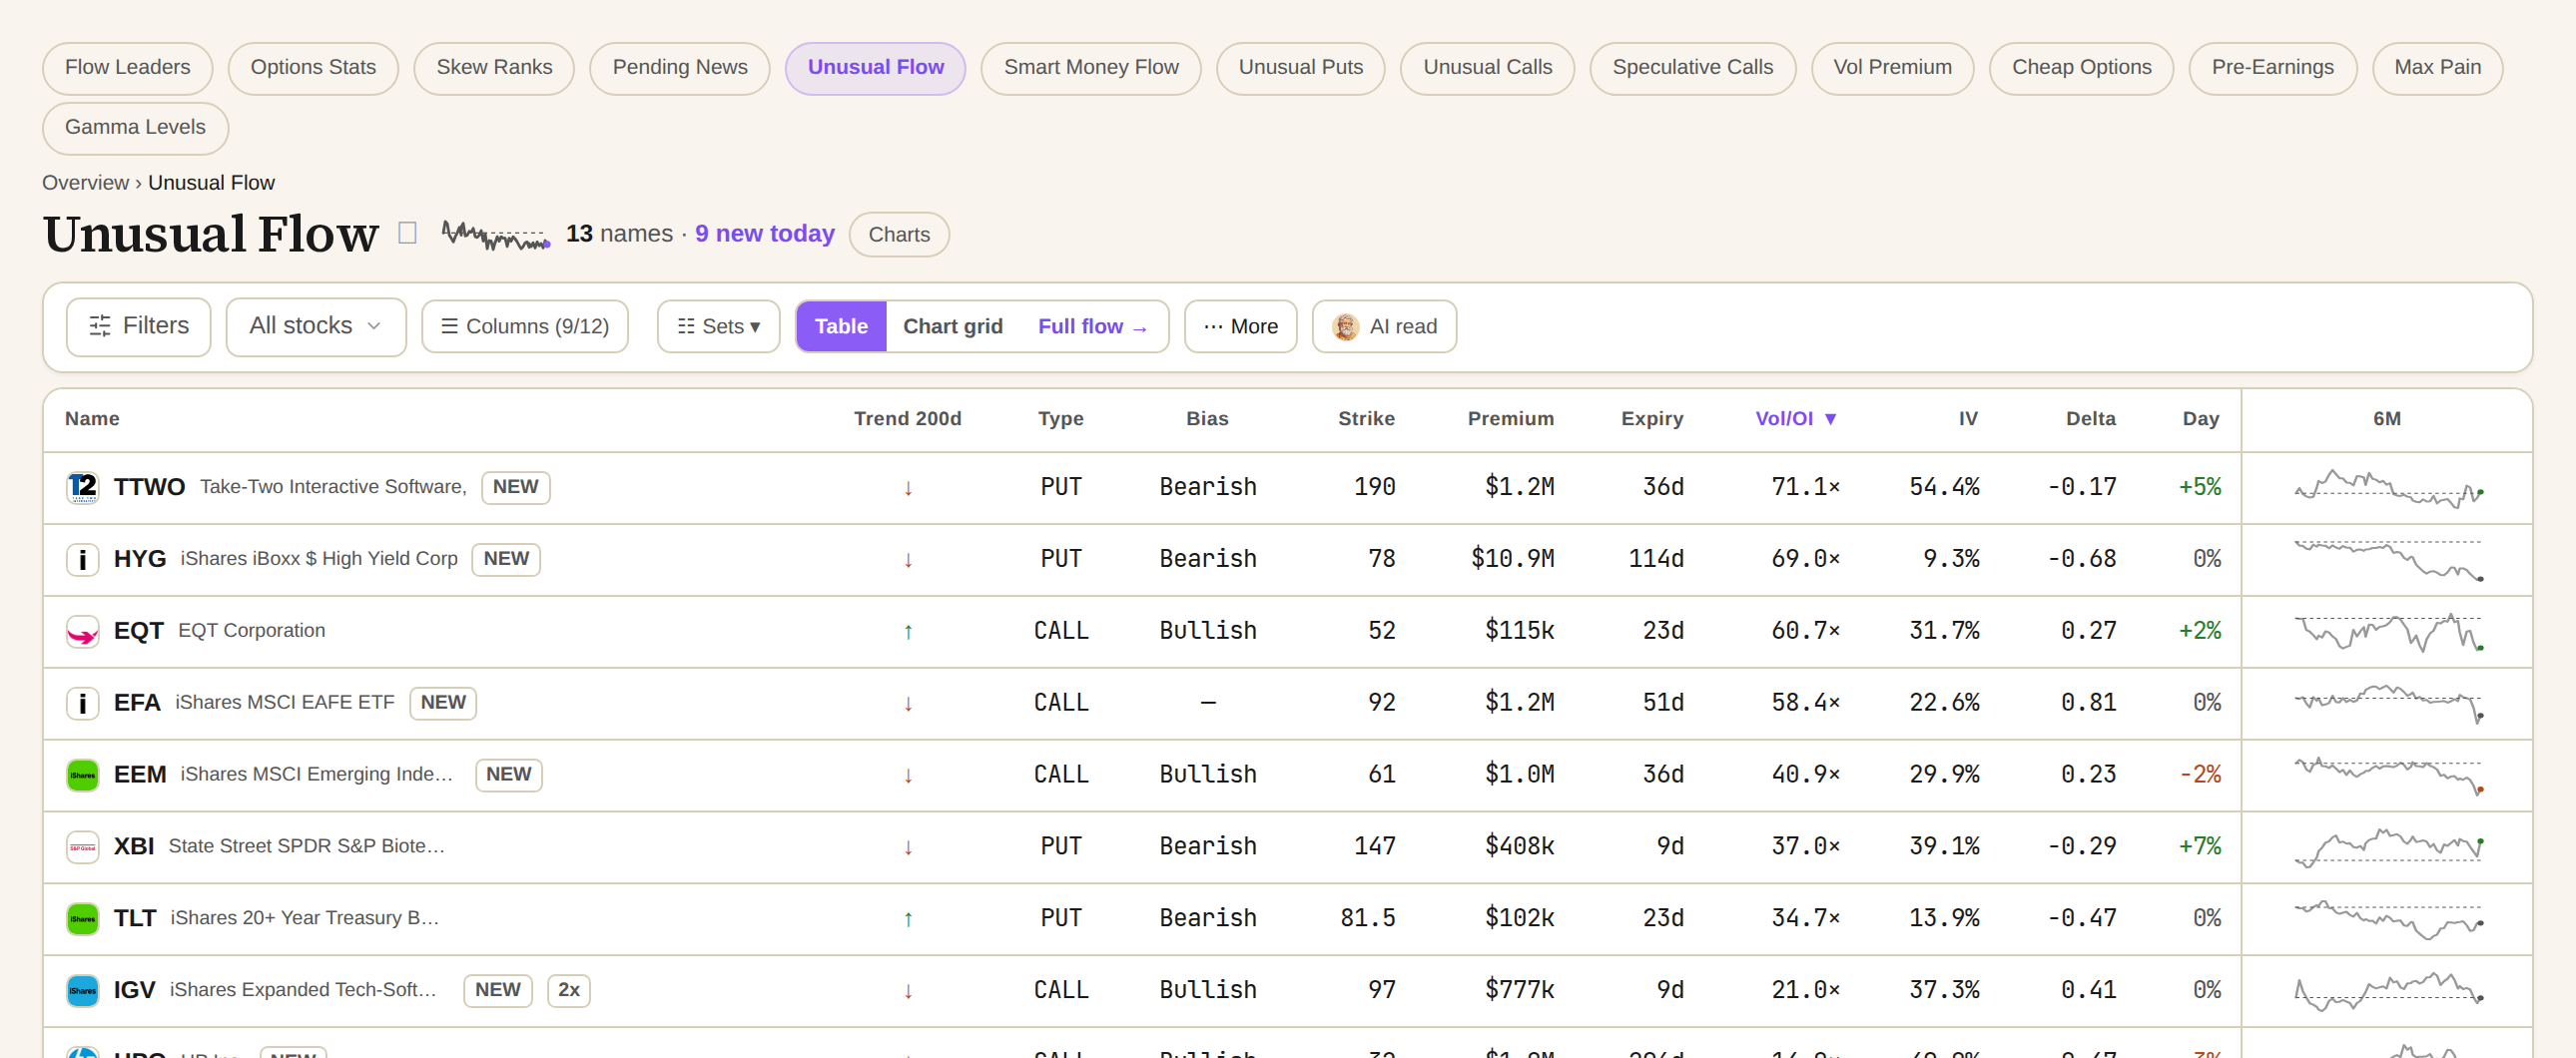 Flow Leaders Options Stats Skew Ranks Pending News Unusual Flow Smart Money Flow Unusual Puts Unusual Calls Speculative Calls Vol Premium Cheap Options Pre-Earnings Max Pain
Gamma Levels
Overview › Unusual Flow
Unusual Flow 13 names · 9 new today Charts
Filters All stocks ☰ Columns (9/12) Sets ▾ Table Chart grid Full flow → ⋯ More AI read
Name Trend 200d Type Bias Strike Premium Expiry Vol/OI ▼ IV Delta Day 6M
TTWO Take-Two Interactive Software, NEW ↓ PUT Bearish 190 $1.2M 36d 71.1× 54.4% -0.17 +5%
HYG iShares iBoxx $ High Yield Corp NEW ↓ PUT Bearish 78 $10.9M 114d 69.0× 9.3% -0.68 0%
EQT EQT Corporation ↑ CALL Bullish 52 $115k 23d 60.7× 31.7% 0.27 +2%
EFA iShares MSCI EAFE ETF NEW ↓ CALL — 92 $1.2M 51d 58.4× 22.6% 0.81 0%
EEM iShares MSCI Emerging Inde… NEW ↓ CALL Bullish 61 $1.0M 36d 40.9× 29.9% 0.23 -2%
XBI State Street SPDR S&P Biote… ↓ PUT Bearish 147 $408k 9d 37.0× 39.1% -0.29 +7%
TLT iShares 20+ Year Treasury B… ↑ PUT Bearish 81.5 $102k 23d 34.7× 13.9% -0.47 0%
IGV iShares Expanded Tech-Soft… NEW 2x ↓ CALL Bullish 97 $777k 9d 21.0× 37.3% 0.41 0%